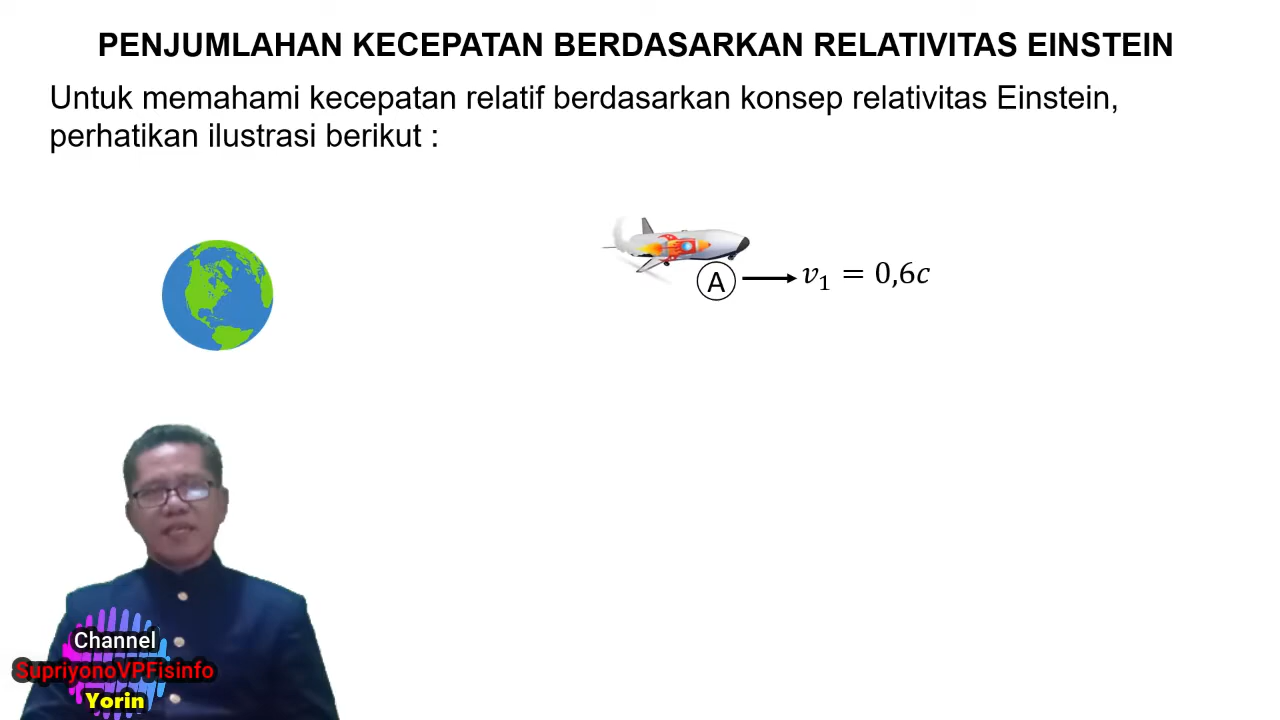 PENJUMLAHAN KECEPATAN BERDASARKAN RELATIVITAS EINSTEIN
Untuk memahami kecepatan relatif berdasarkan konsep relativitas Einstein,
perhatikan ilustrasi berikut :
A
v₁ = 0,6c
Channel
SupriyonoVPFisinfo
Yorin